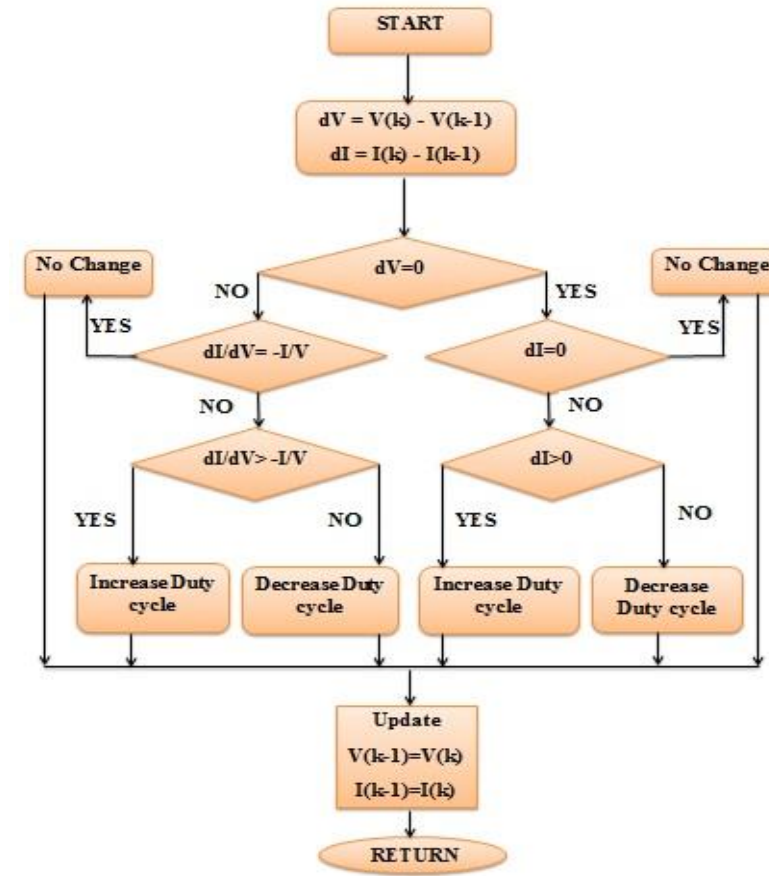 START
dV = V(k) - V(k-1)
dI = I(k) - I(k-1)
No Change
dV=0
No Change
NO
YES
YES
dI/dV= -I/V
dI=0
YES
NO
NO
dI/dV> -I/V
dI>0
YES
NO
YES
NO
Increase Duty
cycle
Decrease Duty
cycle
Increase Duty
cycle
Decrease
Duty cycle
Update
V(k-1)=V(k)
I(k-1)=I(k)
RETURN